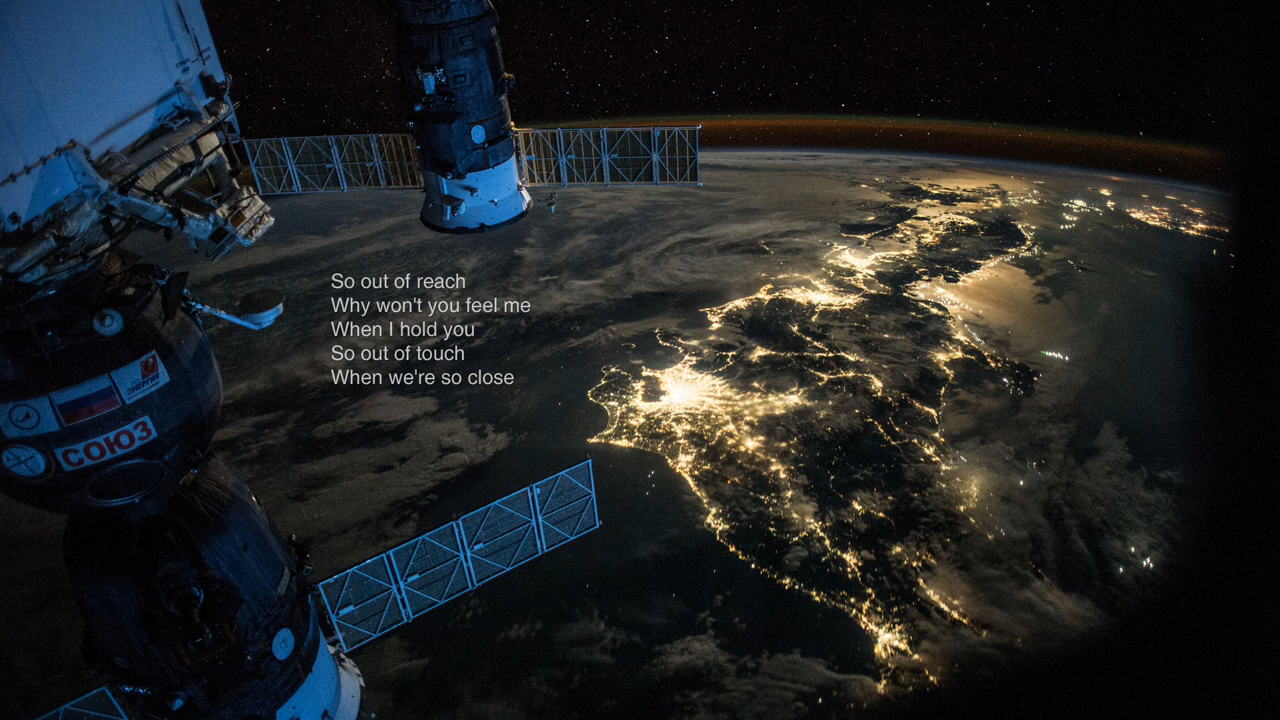 So out of reach
Why won't you feel me
When I hold you
So out of touch
When we're so close
ЭНЕРГИЯ
СОЮЗ